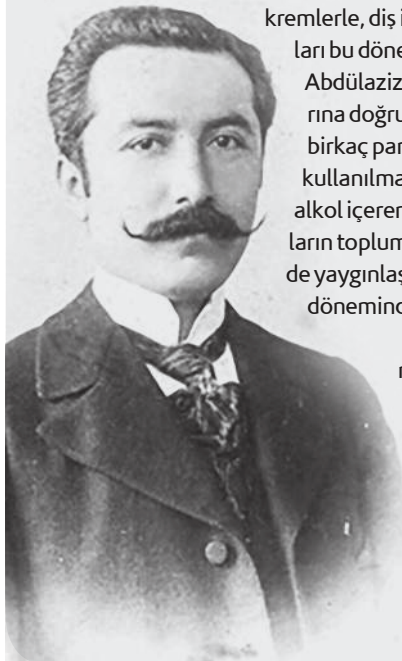 kremlerle, diş i
ları bu döne
Abdülaziz
rına doğru
birkaç par
kullanılma
alkol içeren
ların toplum
de yaygınlaş
dönemind